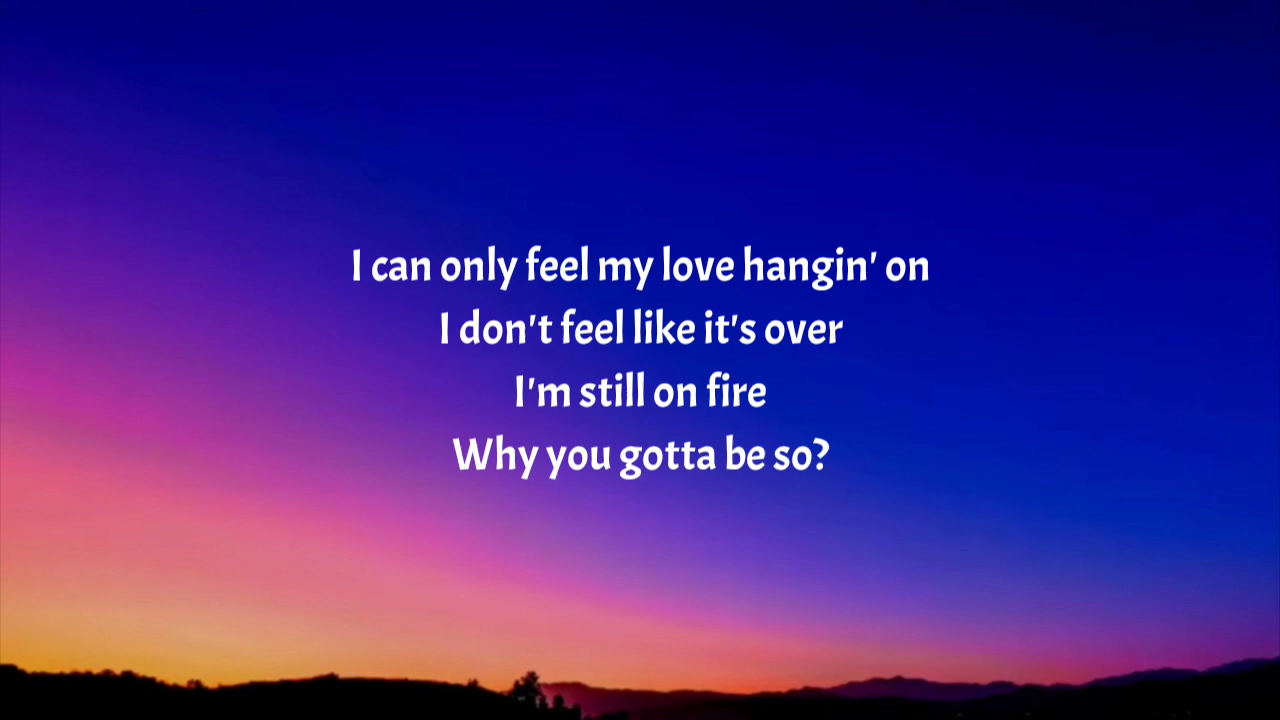 I can only feel my love hangin' on
I don't feel like it's over
I'm still on fire
Why you gotta be so?